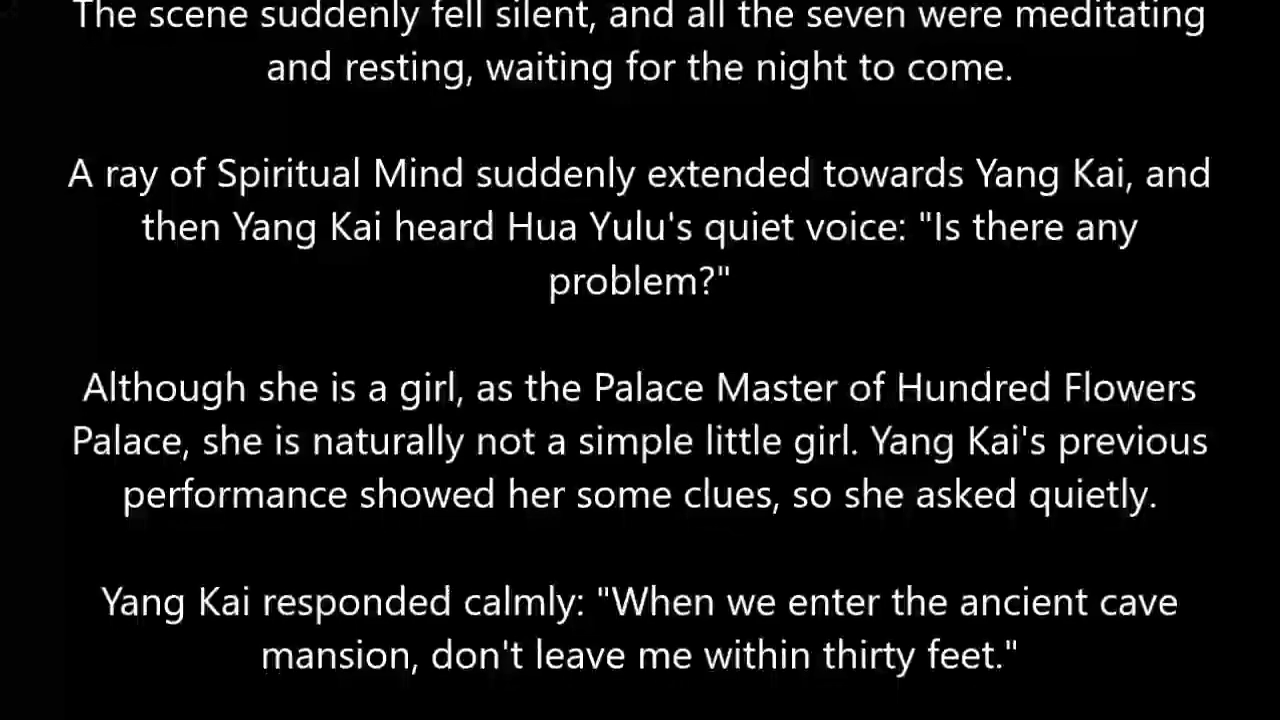 The scene suddenly fell silent, and all the seven were meditating
and resting, waiting for the night to come.
A ray of Spiritual Mind suddenly extended towards Yang Kai, and
then Yang Kai heard Hua Yulu's quiet voice: "Is there any
problem?"
Although she is a girl, as the Palace Master of Hundred Flowers
Palace, she is naturally not a simple little girl. Yang Kai's previous
performance showed her some clues, so she asked quietly.
Yang Kai responded calmly: "When we enter the ancient cave
mansion, don't leave me within thirty feet."